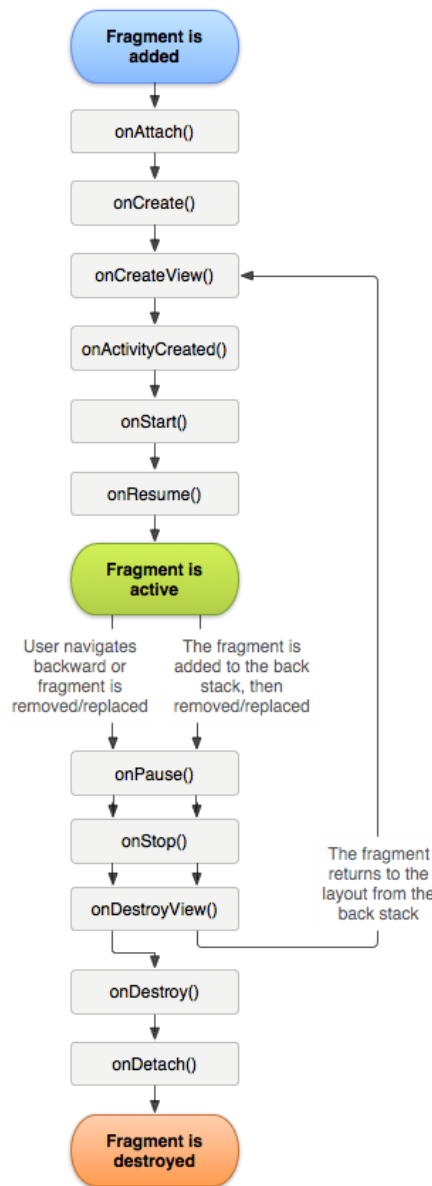 Fragment is
added
onAttach()
onCreate()
onCreateView()
onActivityCreated()
onStart()
onResume()
Fragment is
active
User navigates
backward or
fragment is
removed/replaced
The fragment is
added to the back
stack, then
removed/replaced
onPause()
onStop()
onDestroyView()
The fragment
returns to the
layout from the
back stack
onDestroy()
onDetach()
Fragment is
destroyed